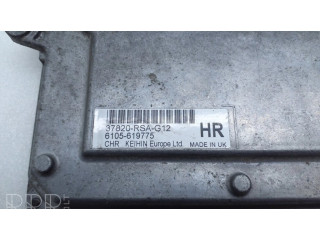 37820-RSA-G12
6105-619775
CHR KEIHIN Europe Ltd.
HR
MADE IN UK